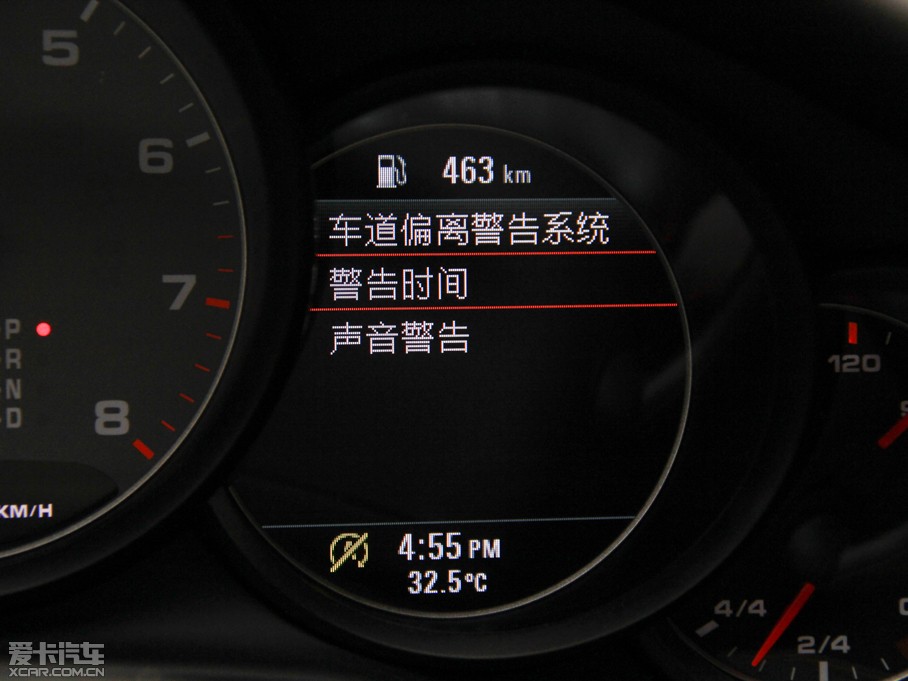 5
6
7
8
P
R
N
D
KM/H
463 km
车道偏离警告系统
警告时间
声音警告
4:55 PM
32.5°C
120
4/4
2/4
爱卡汽车
XCAR.COM.CN